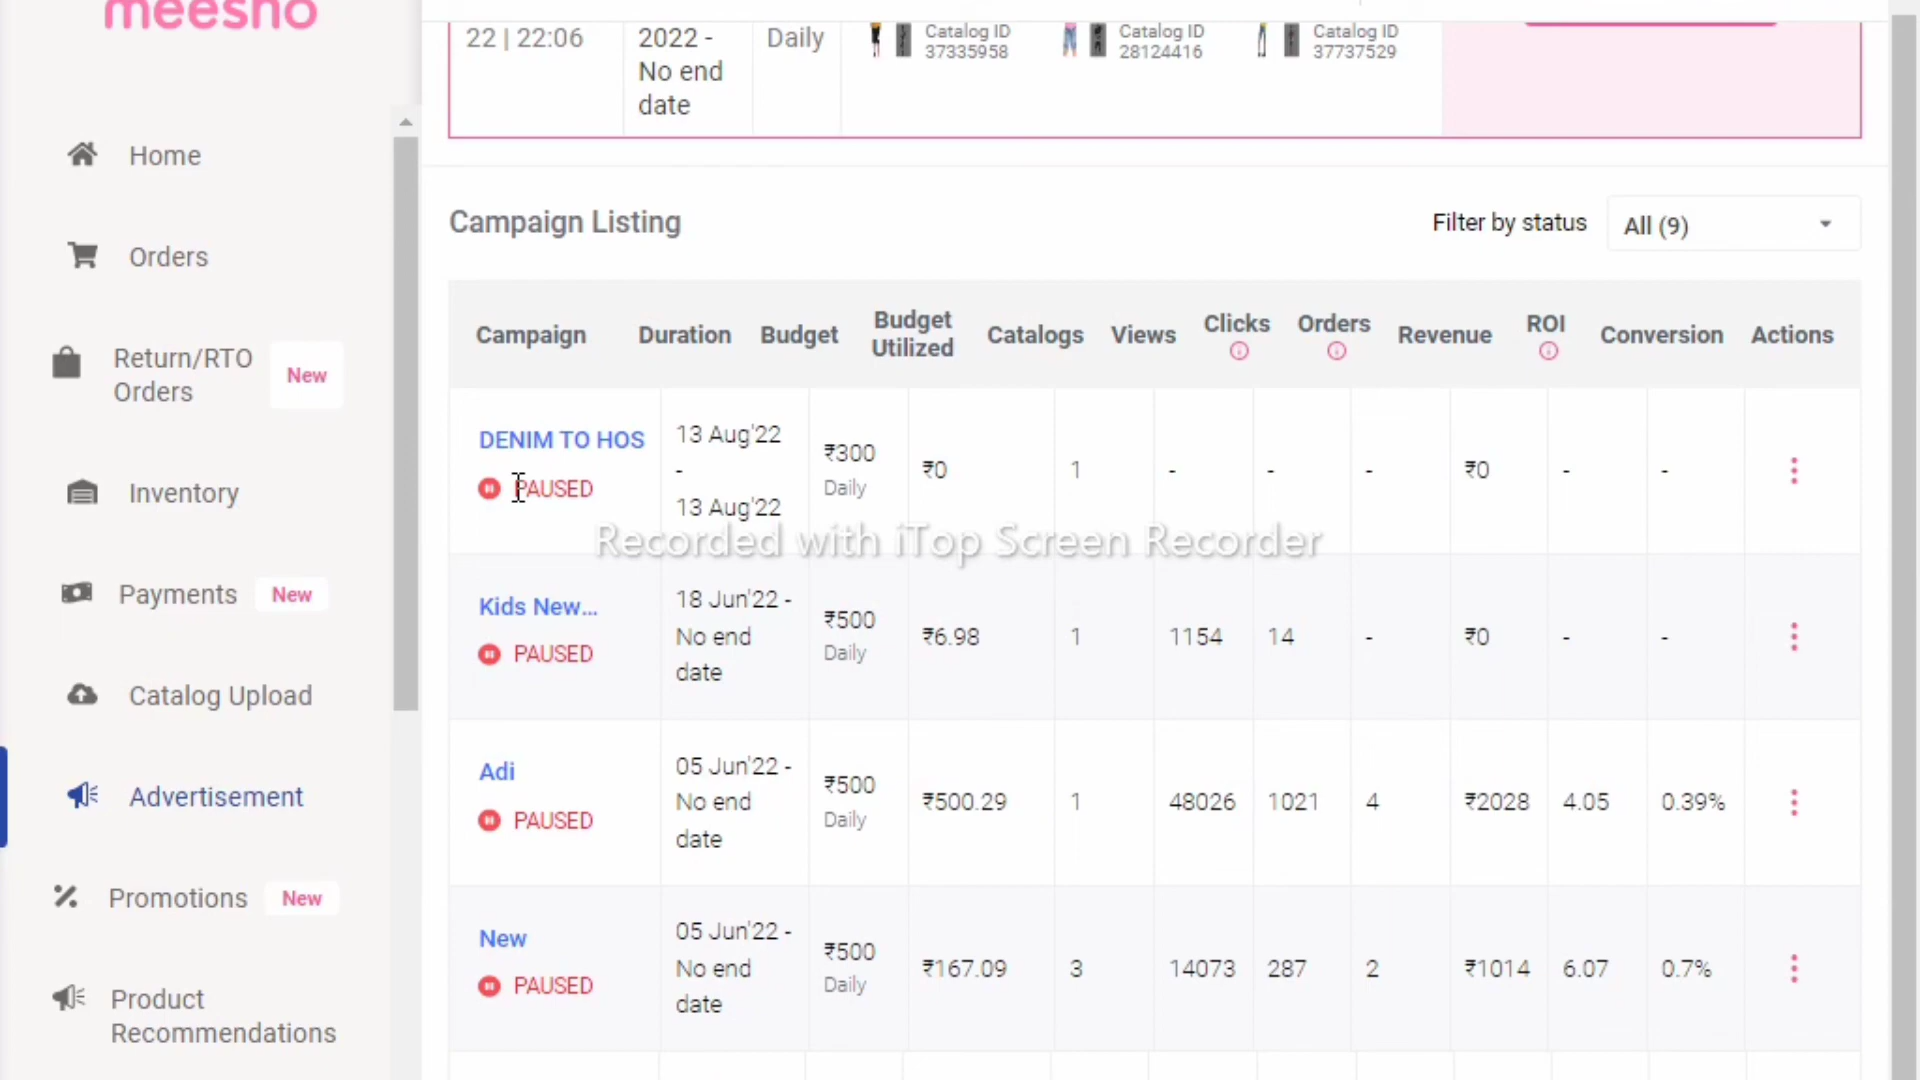 meesho
22 | 22:06
2022 -
No end
date
Daily
Catalog ID
37335958
Catalog ID
28124416
Catalog ID
37737529
Home
Orders
Return/RTO
Orders
New
Inventory
Payments
New
Catalog Upload
Advertisement
Promotions
New
Product
Recommendations
Campaign Listing
Filter by status
All (9)
Campaign Duration Budget Budget Utilized Catalogs Views Clicks Orders Revenue ROI Conversion Actions
DENIM TO HOS
PAUSED
13 Aug'22
-
13 Aug'22
₹300
Daily
₹0 1 - - - ₹0 - -
Recorded with iTop Screen Recorder
Kids New...
PAUSED
18 Jun'22 -
No end
date
₹500
Daily
₹6.98 1 1154 14 - ₹0 - -
Adi
PAUSED
05 Jun'22 -
No end
date
₹500
Daily
₹500.29 1 48026 1021 4 ₹2028 4.05 0.39%
New
PAUSED
05 Jun'22 -
No end
date
₹500
Daily
₹167.09 3 14073 287 2 ₹1014 6.07 0.7%